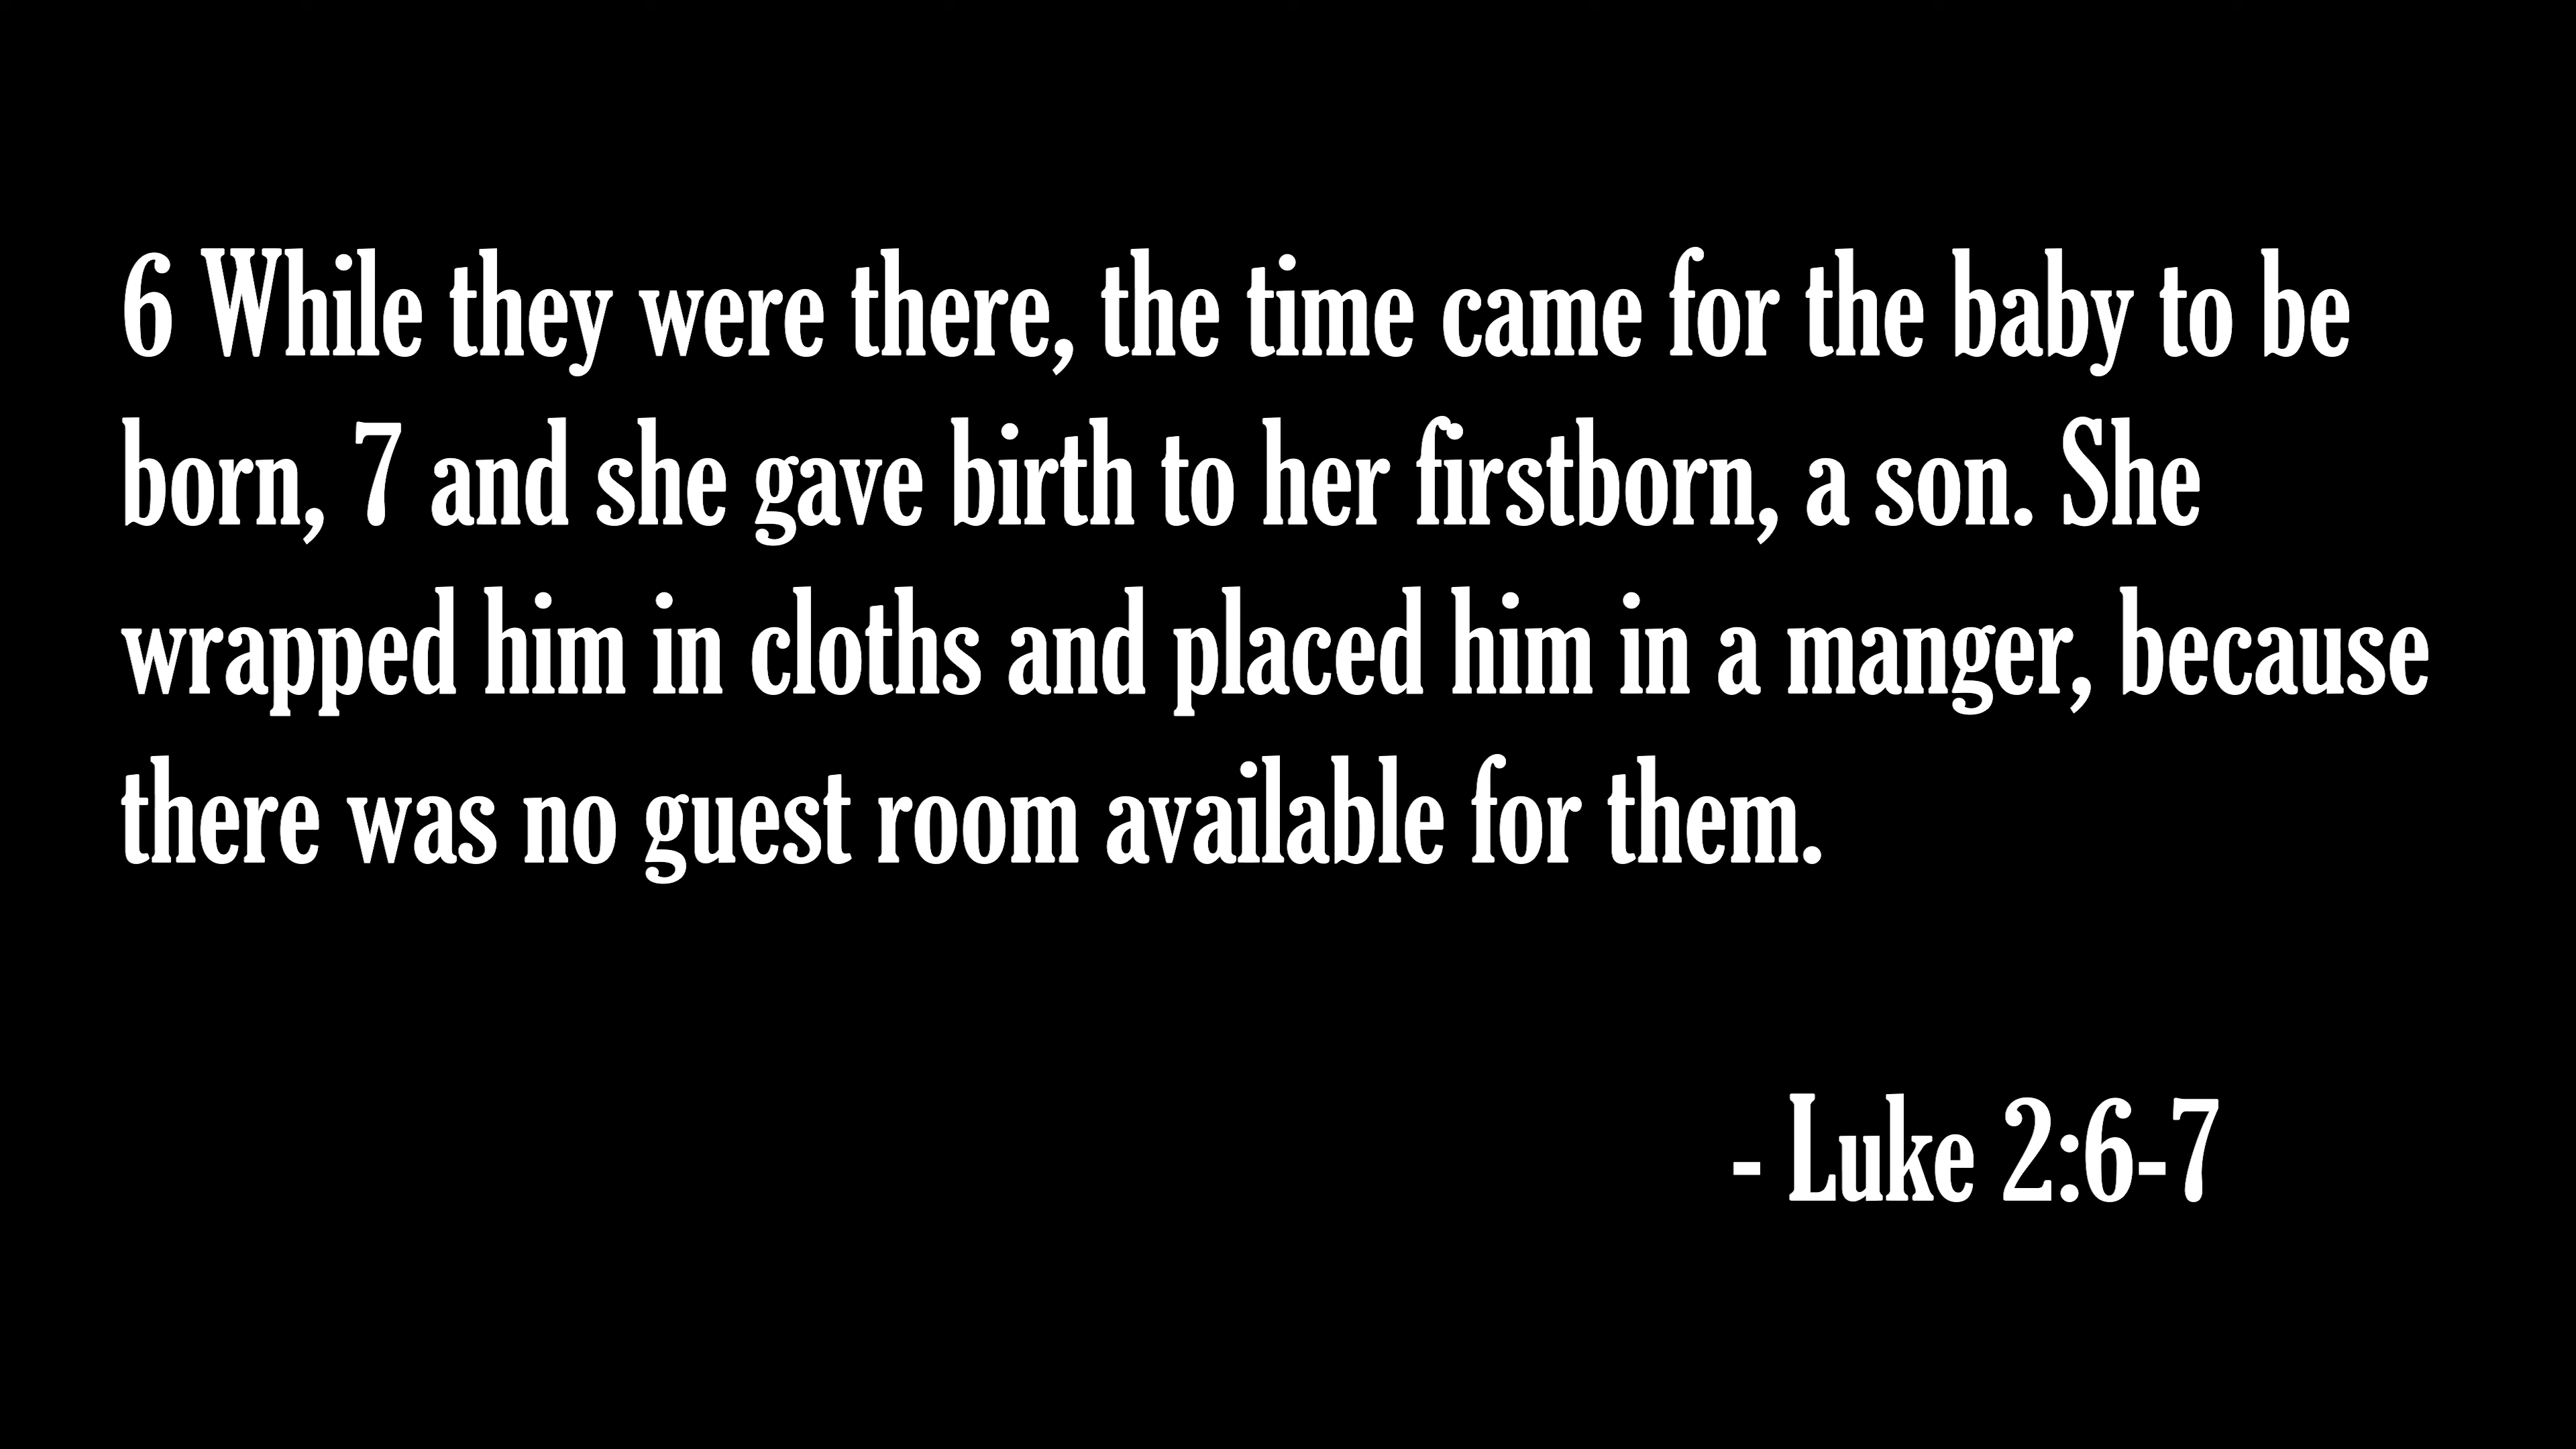 6 While they were there, the time came for the baby to be
born, 7 and she gave birth to her firstborn, a son. She
wrapped him in cloths and placed him in a manger, because
there was no guest room available for them.
- Luke 2:6-7